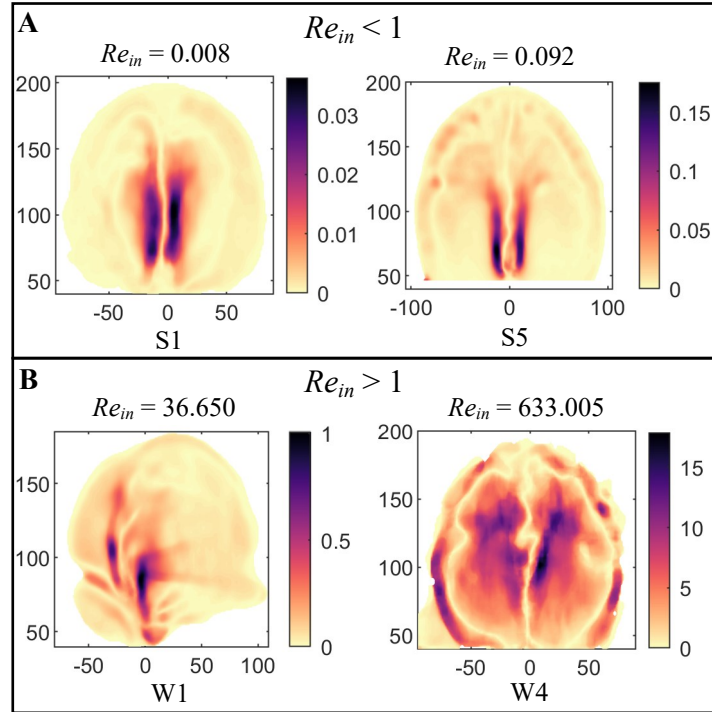 A
Re_in < 1
Re_in = 0.008
Re_in = 0.092
200
150
100
50
-50 0 50
0.03
0.02
0.01
0
S1
200
150
100
50
-100 0 100
0.15
0.1
0.05
0
S5
B
Re_in > 1
Re_in = 36.650
Re_in = 633.005
150
100
50
-50 0 50 100
1
0.5
0
W1
200
150
100
50
-50 0 50
15
10
5
0
W4